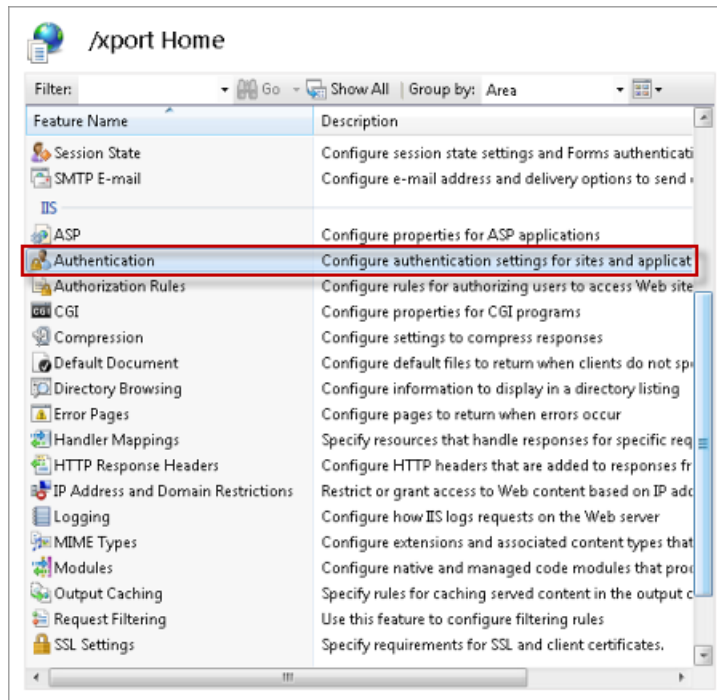 /xport Home
Filter: Go Show All Group by: Area
Feature Name Description
Session State Configure session state settings and Forms authenticati
SMTP E-mail Configure e-mail address and delivery options to send
IIS
ASP Configure properties for ASP applications
Authentication Configure authentication settings for sites and applicat
Authorization Rules Configure rules for authorizing users to access Web site
CGI Configure properties for CGI programs
Compression Configure settings to compress responses
Default Document Configure default files to return when clients do not spe
Directory Browsing Configure information to display in a directory listing
Error Pages Configure pages to return when errors occur
Handler Mappings Specify resources that handle responses for specific req
HTTP Response Headers Configure HTTP headers that are added to responses fr
IP Address and Domain Restrictions Restrict or grant access to Web content based on IP adc
Logging Configure how IIS logs requests on the Web server
MIME Types Configure extensions and associated content types that
Modules Configure native and managed code modules that proc
Output Caching Specify rules for caching served content in the output c
Request Filtering Use this feature to configure filtering rules
SSL Settings Specify requirements for SSL and client certificates.